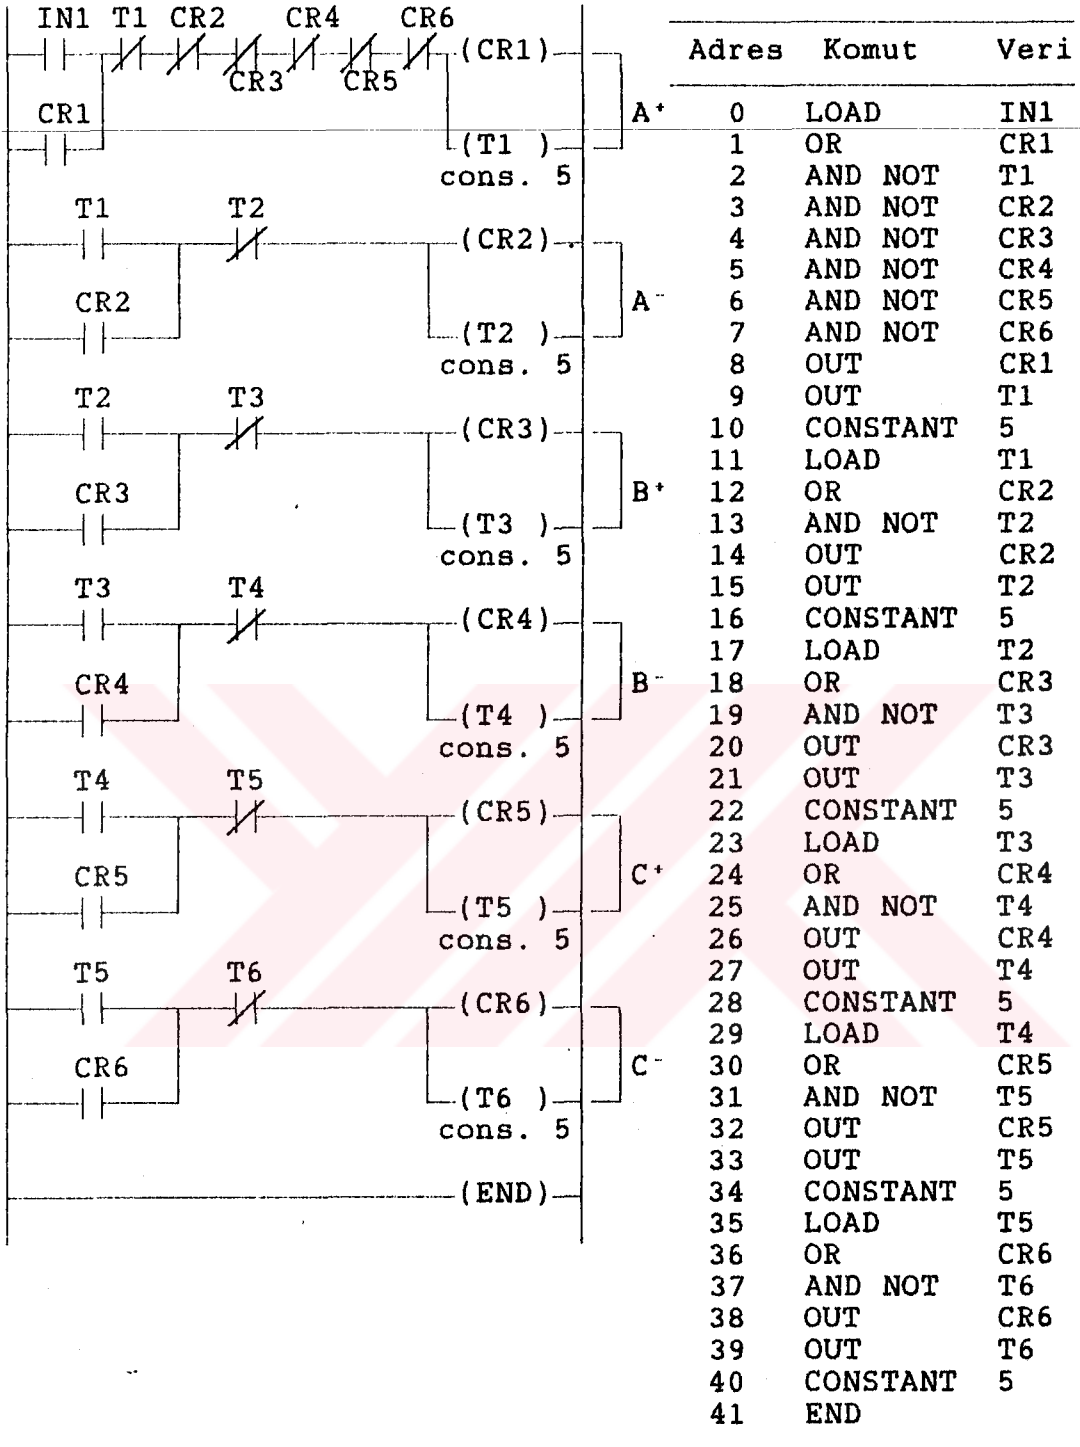 IN1 T1 CR2 CR4 CR6
(CR1)
CR3 CR5
CR1
A+
(T1 )
cons. 5
T1 T2
(CR2)
CR2
A-
(T2 )
cons. 5
T2 T3
(CR3)
CR3
B+
(T3 )
cons. 5
T3 T4
(CR4)
CR4
B-
(T4 )
cons. 5
T4 T5
(CR5)
CR5
C+
(T5 )
cons. 5
T5 T6
(CR6)
CR6
C-
(T6 )
cons. 5
(END)
Adres Komut Veri
0 LOAD IN1
1 OR CR1
2 AND NOT T1
3 AND NOT CR2
4 AND NOT CR3
5 AND NOT CR4
6 AND NOT CR5
7 AND NOT CR6
8 OUT CR1
9 OUT T1
10 CONSTANT 5
11 LOAD T1
12 OR CR2
13 AND NOT T2
14 OUT CR2
15 OUT T2
16 CONSTANT 5
17 LOAD T2
18 OR CR3
19 AND NOT T3
20 OUT CR3
21 OUT T3
22 CONSTANT 5
23 LOAD T3
24 OR CR4
25 AND NOT T4
26 OUT CR4
27 OUT T4
28 CONSTANT 5
29 LOAD T4
30 OR CR5
31 AND NOT T5
32 OUT CR5
33 OUT T5
34 CONSTANT 5
35 LOAD T5
36 OR CR6
37 AND NOT T6
38 OUT CR6
39 OUT T6
40 CONSTANT 5
41 END